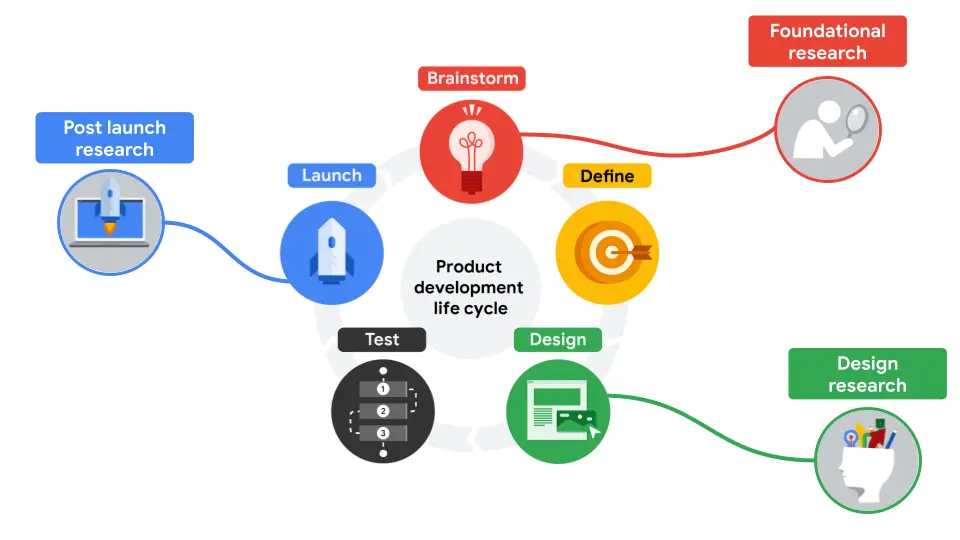 Foundational
research
Brainstorm
Post launch
research
Launch
Define
Product
development
life cycle
Test
Design
1
2
3
Design
research